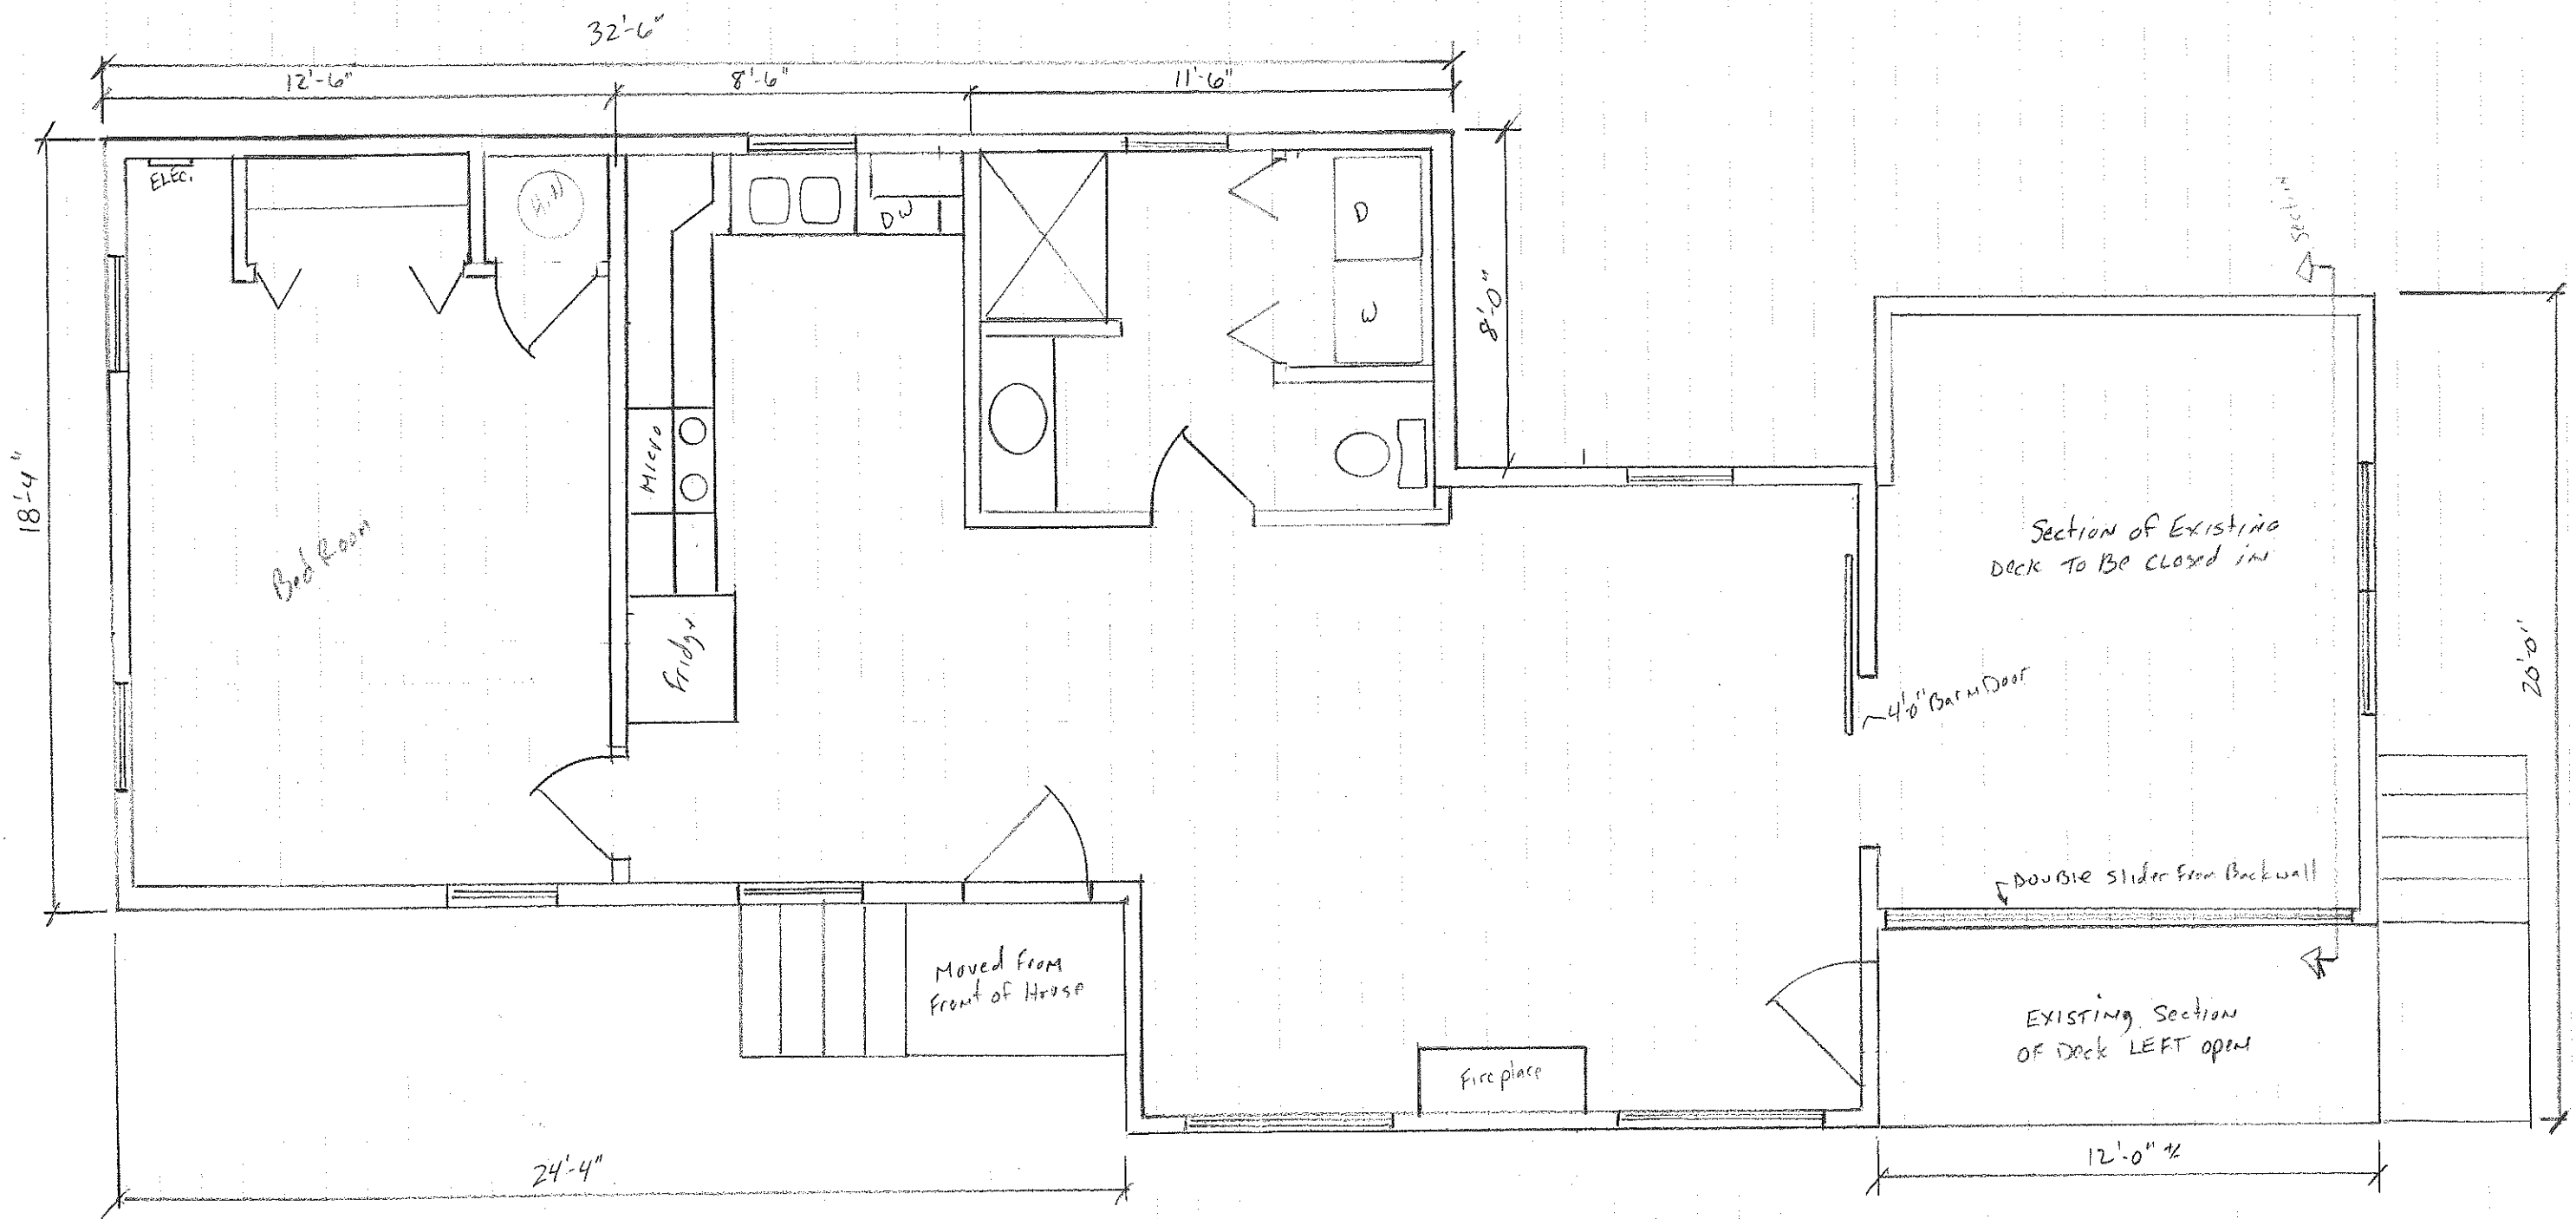 32'-6"
12'-6"
8'-6"
11'-6"
ELEC.
DW
D
W
8'-0"
Section
18'-4"
Micro
Bed Room
Section of Existing
Deck To Be Closed in
Fridge
4'0" Barn Door
20'-0"
Double slider From Backwall
Moved From
Front of House
EXISTING Section
OF Deck LEFT open
Fireplace
24'-4"
12'-0" +/-